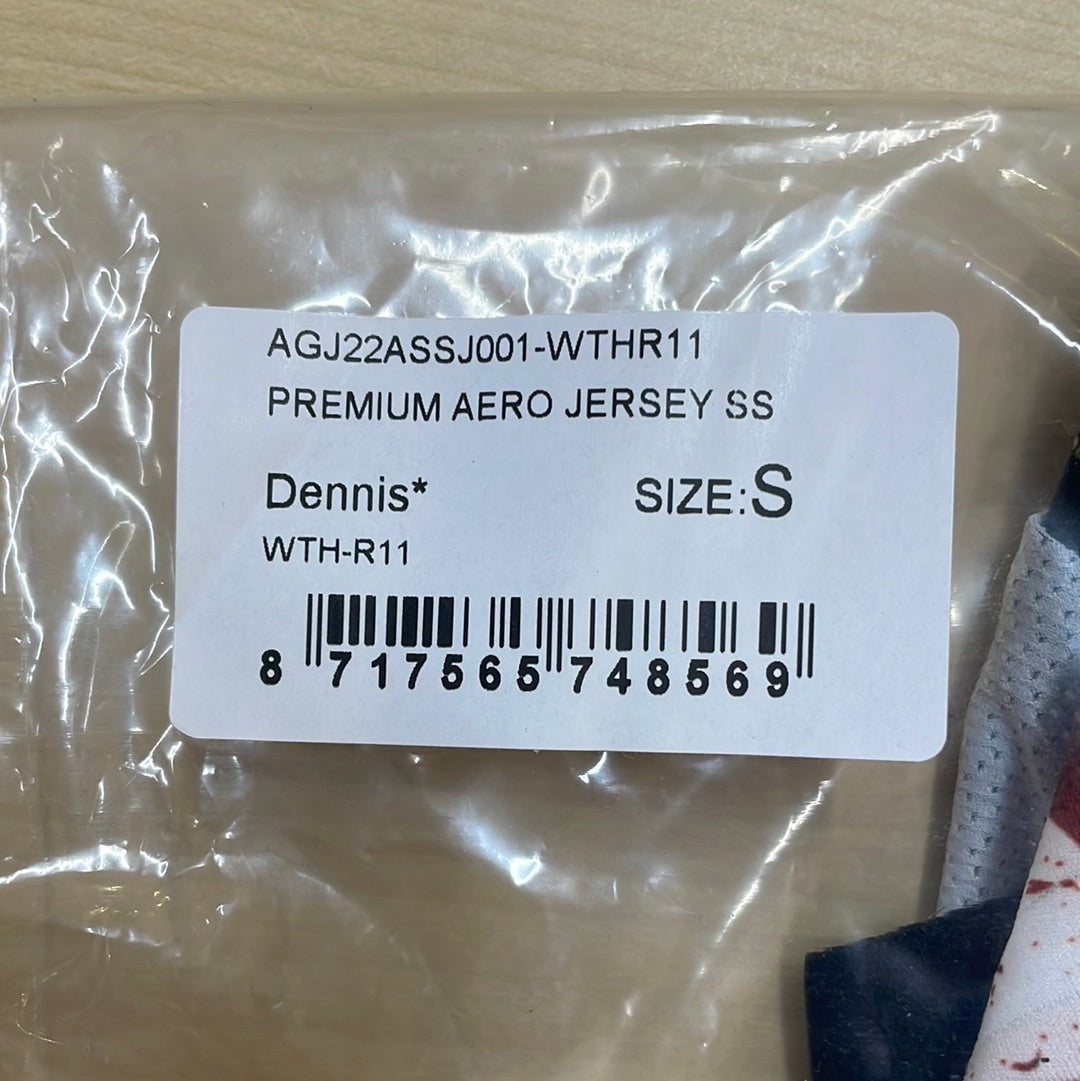 AGJ22ASSJ001-WTHR11
PREMIUM AERO JERSEY SS
Dennis* SIZE:S
WTH-R11
8 717565 748569